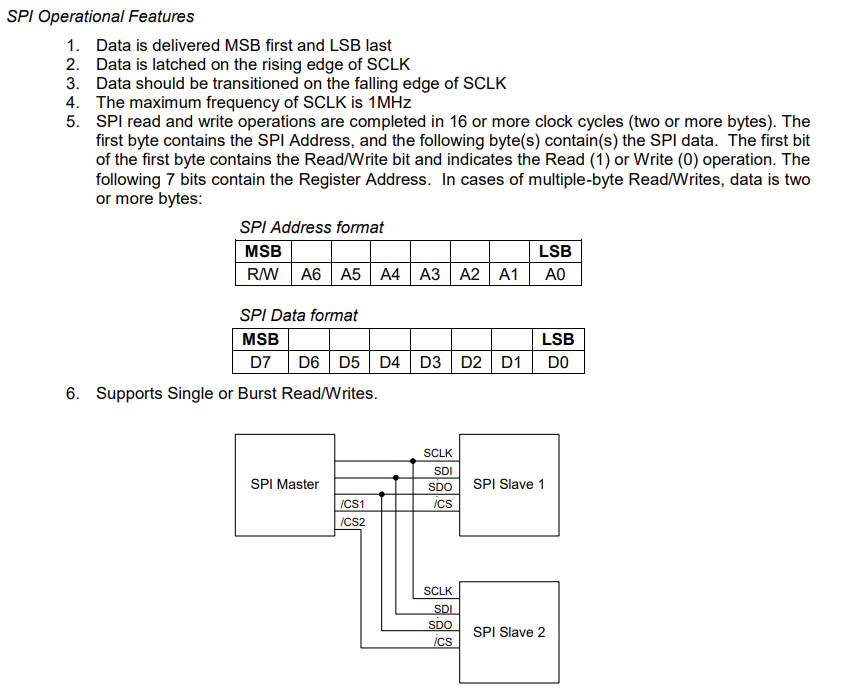 SPI Operational Features
1. Data is delivered MSB first and LSB last
2. Data is latched on the rising edge of SCLK
3. Data should be transitioned on the falling edge of SCLK
4. The maximum frequency of SCLK is 1MHz
5. SPI read and write operations are completed in 16 or more clock cycles (two or more bytes). The
first byte contains the SPI Address, and the following byte(s) contain(s) the SPI data. The first bit
of the first byte contains the Read/Write bit and indicates the Read (1) or Write (0) operation. The
following 7 bits contain the Register Address. In cases of multiple-byte Read/Writes, data is two
or more bytes:
SPI Address format
MSB LSB
R/W A6 A5 A4 A3 A2 A1 A0
SPI Data format
MSB LSB
D7 D6 D5 D4 D3 D2 D1 D0
6. Supports Single or Burst Read/Writes.
SCLK
SDI
SPI Master SDO SPI Slave 1
/CS1 /CS
/CS2
SCLK
SDI
SDO SPI Slave 2
/CS